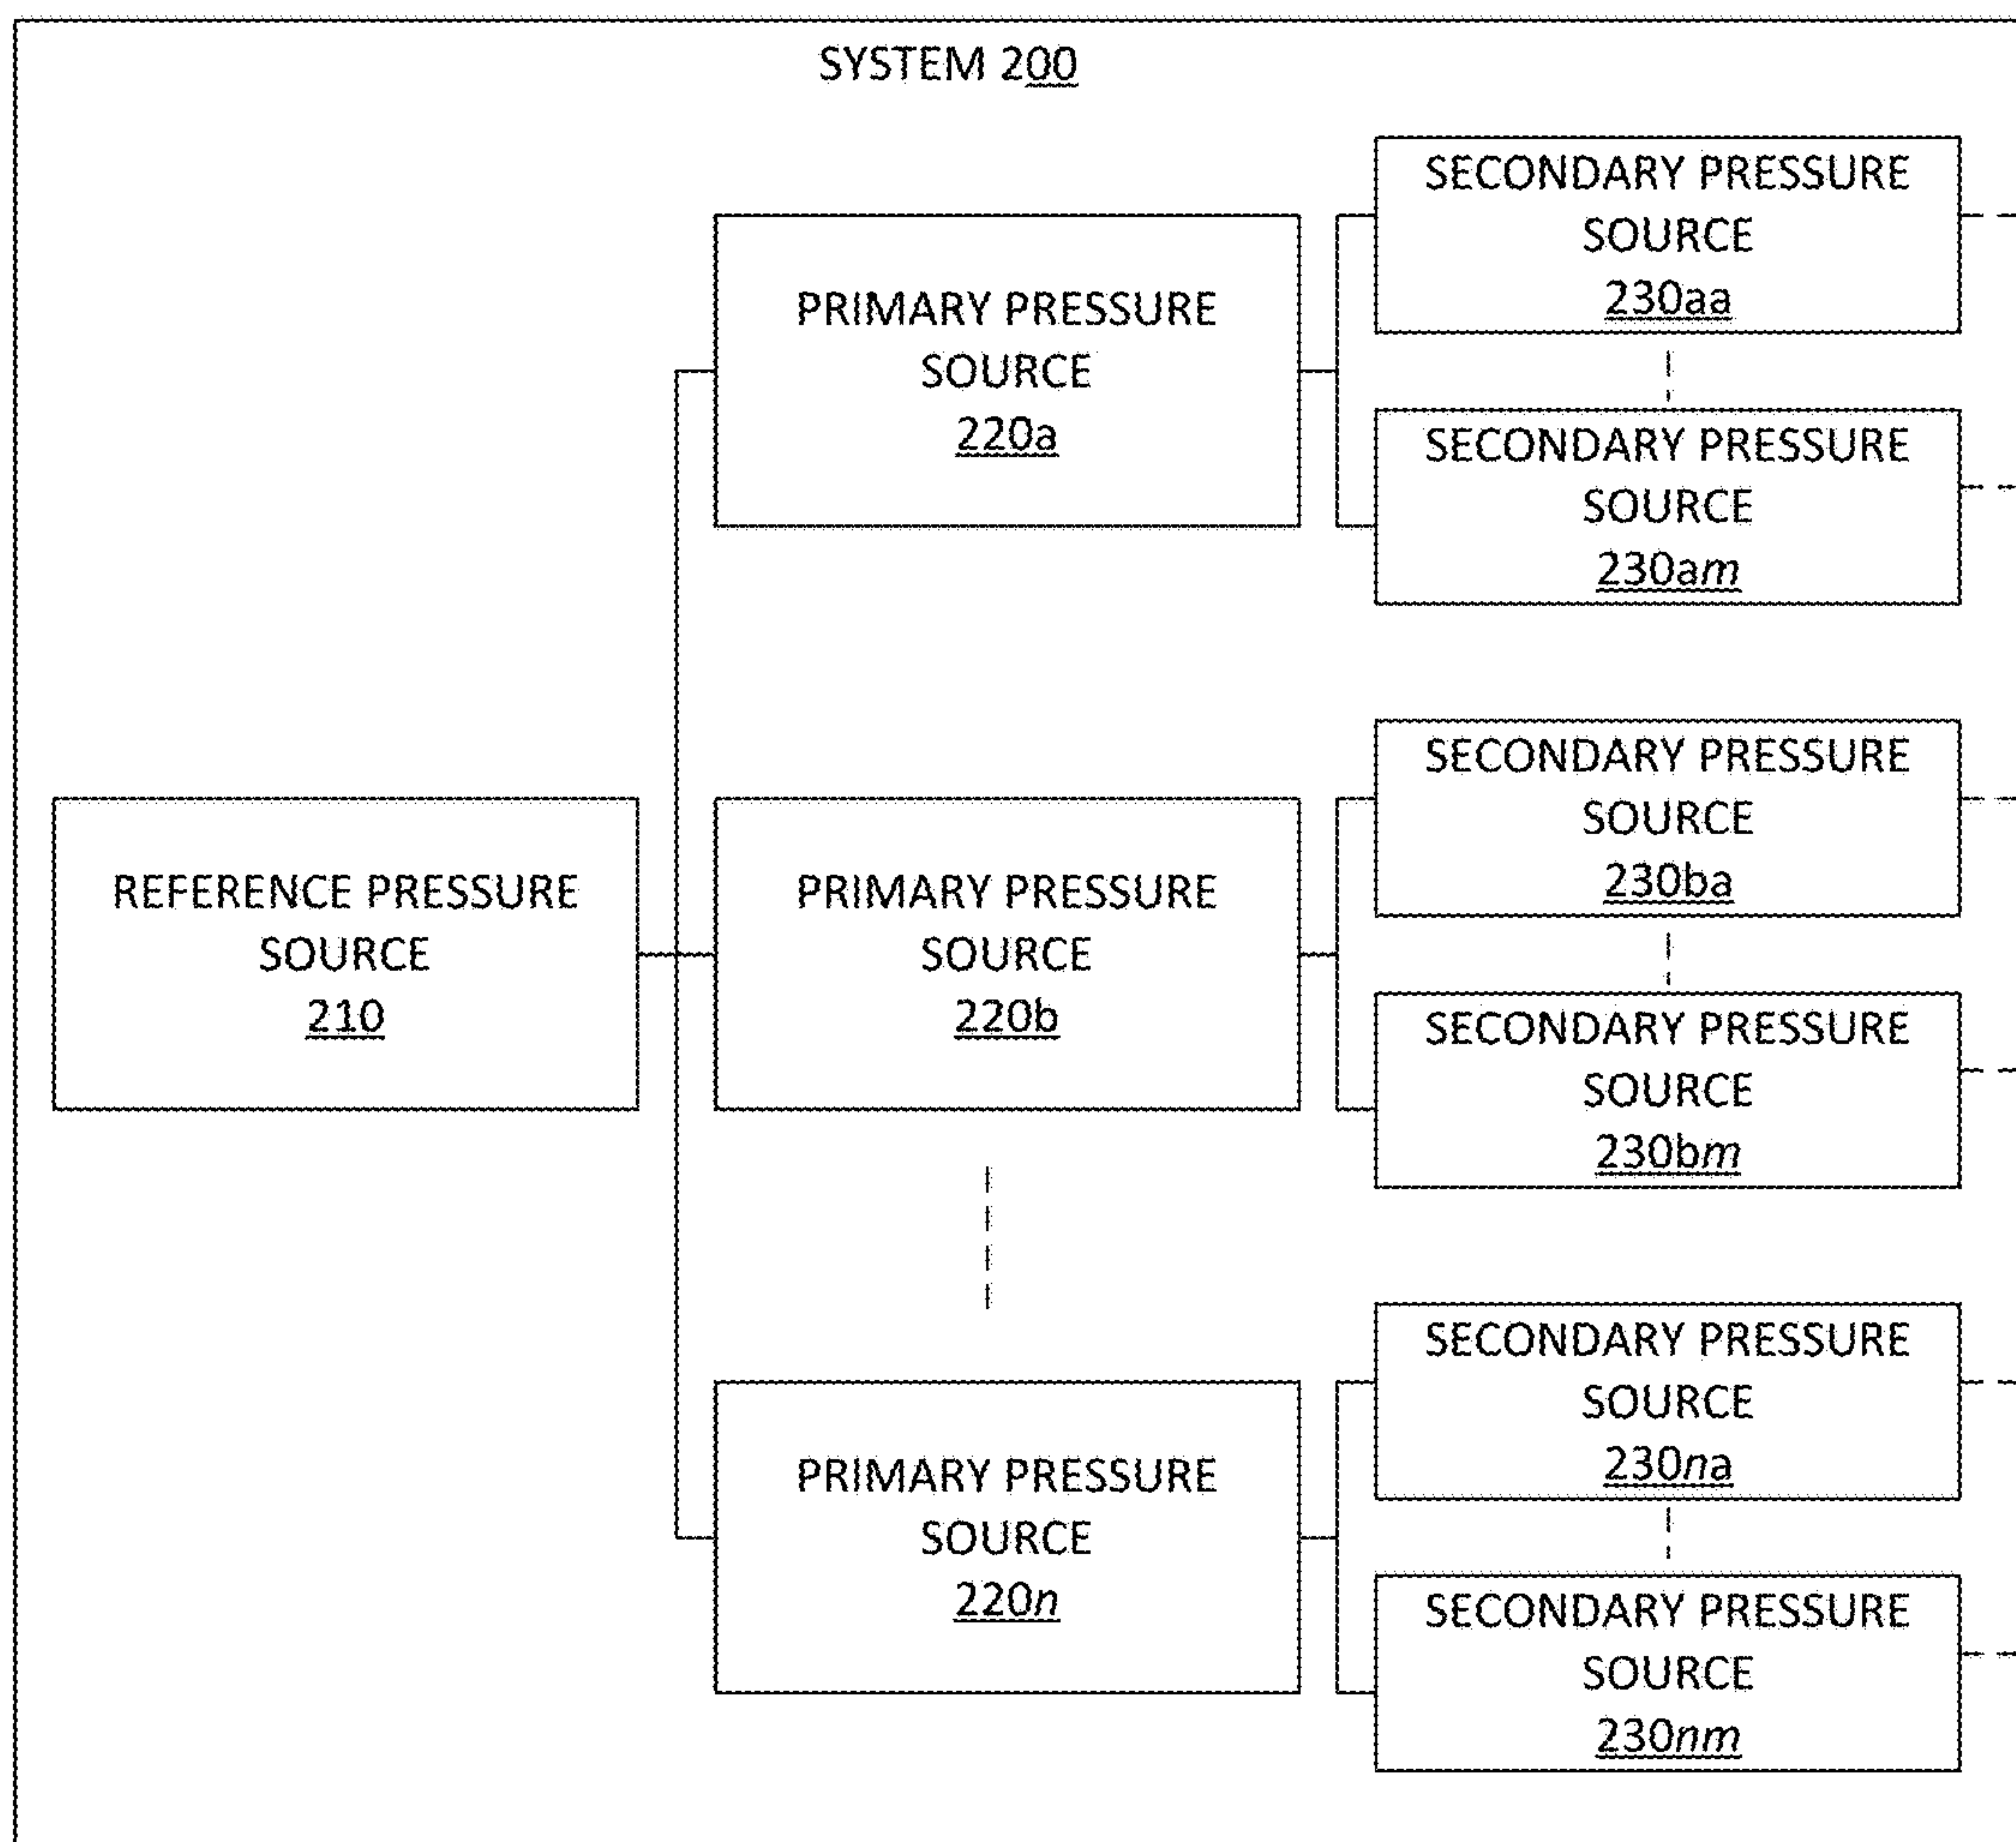 SYSTEM 200
SECONDARY PRESSURE
SOURCE
230aa
PRIMARY PRESSURE
SOURCE
220a
SECONDARY PRESSURE
SOURCE
230am
REFERENCE PRESSURE
SOURCE
210
PRIMARY PRESSURE
SOURCE
220b
SECONDARY PRESSURE
SOURCE
230ba
SECONDARY PRESSURE
SOURCE
230bm
PRIMARY PRESSURE
SOURCE
220n
SECONDARY PRESSURE
SOURCE
230na
SECONDARY PRESSURE
SOURCE
230nm